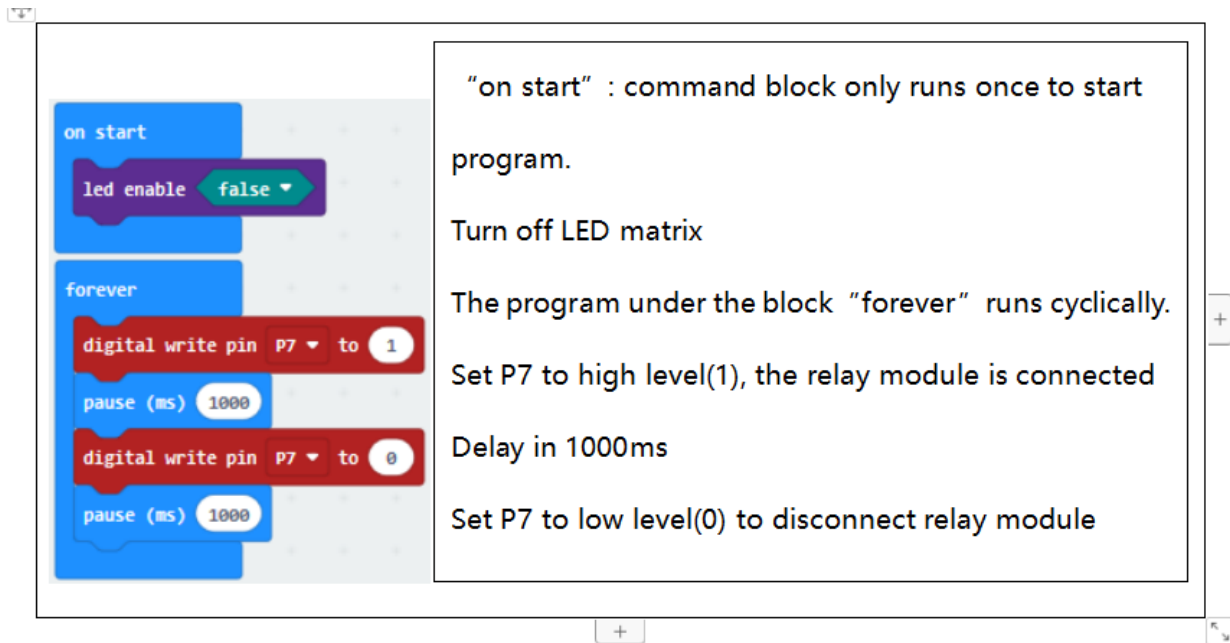 on start
led enable false
forever
digital write pin P7 to 1
pause (ms) 1000
digital write pin P7 to 0
pause (ms) 1000
“on start” : command block only runs once to start
program.
Turn off LED matrix
The program under the block “forever” runs cyclically.
Set P7 to high level(1), the relay module is connected
Delay in 1000ms
Set P7 to low level(0) to disconnect relay module